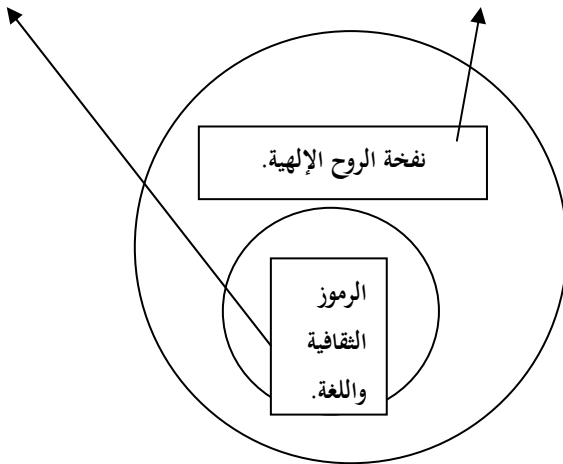 نفخة الروح الإلهية.
الرموز
الثقافية
واللغة.